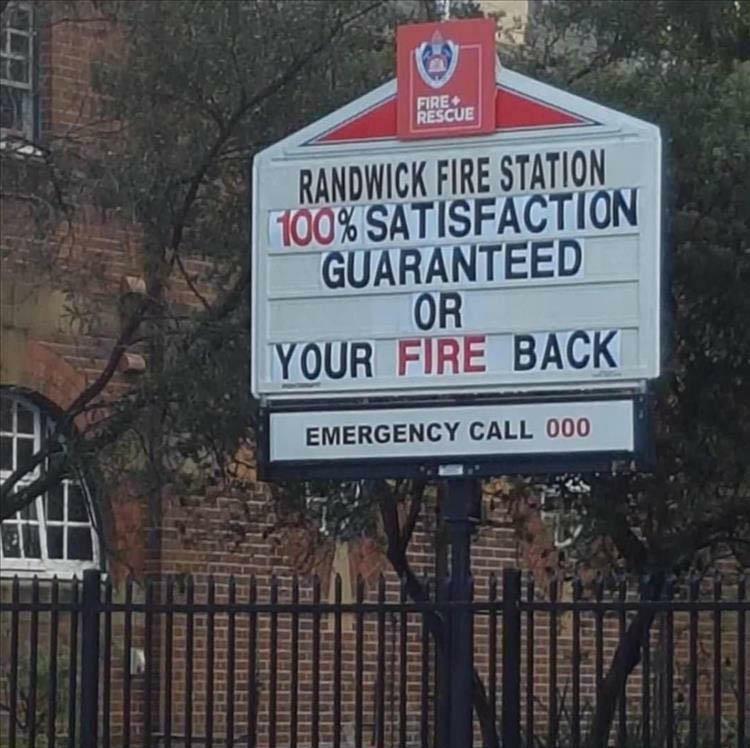 FIRE+
RESCUE
RANDWICK FIRE STATION
100% SATISFACTION
GUARANTEED
OR
YOUR FIRE BACK
EMERGENCY CALL 000